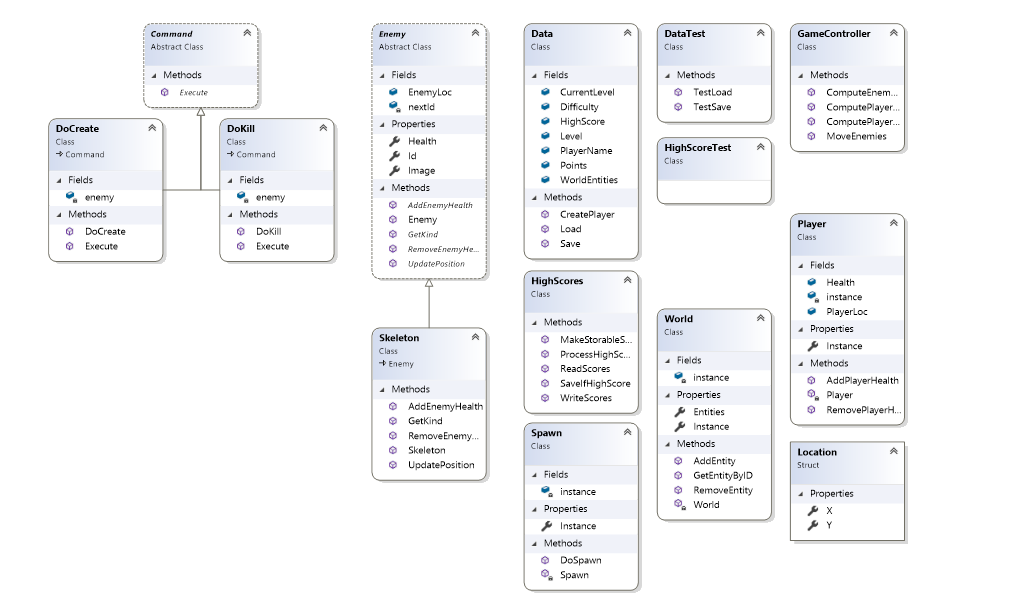 Command
Abstract Class
Methods
Execute
DoCreate
Class
Command
Fields
enemy
Methods
DoCreate
Execute
DoKill
Class
Command
Fields
enemy
Methods
DoKill
Execute
Enemy
Abstract Class
Fields
EnemyLoc
nextId
Properties
Health
Id
Image
Methods
AddEnemyHealth
Enemy
GetKind
RemoveEnemyHe...
UpdatePosition
Skeleton
Class
Enemy
Methods
AddEnemyHealth
GetKind
RemoveEnemy...
Skeleton
UpdatePosition
Data
Class
Fields
CurrentLevel
Difficulty
HighScore
Level
PlayerName
Points
WorldEntities
Methods
CreatePlayer
Load
Save
HighScores
Class
Methods
MakeStorableS...
ProcessHighSc...
ReadScores
SaveIfHighScore
WriteScores
Spawn
Class
Fields
instance
Properties
Instance
Methods
DoSpawn
Spawn
DataTest
Class
Methods
TestLoad
TestSave
HighScoreTest
Class
World
Class
Fields
instance
Properties
Entities
Instance
Methods
AddEntity
GetEntityByID
RemoveEntity
World
GameController
Class
Methods
ComputeEnem...
ComputePlayer...
ComputePlayer...
MoveEnemies
Player
Class
Fields
Health
instance
PlayerLoc
Properties
Instance
Methods
AddPlayerHealth
Player
RemovePlayerH...
Location
Struct
Properties
X
Y